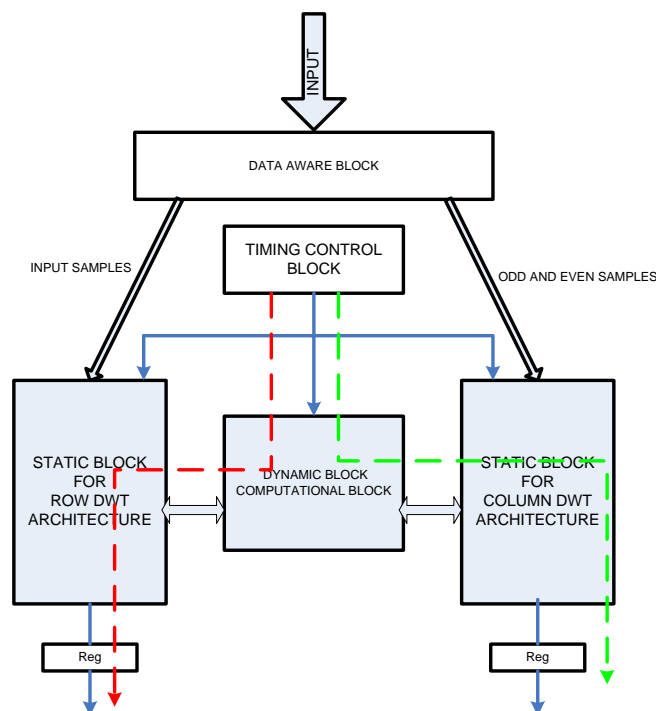 INPUT
DATA AWARE BLOCK
INPUT SAMPLES
TIMING CONTROL
BLOCK
ODD AND EVEN SAMPLES
STATIC BLOCK
FOR
ROW DWT
ARCHITECTURE
DYNAMIC BLOCK
COMPUTATIONAL BLOCK
STATIC BLOCK
FOR
COLUMN DWT
ARCHITECTURE
Reg
Reg